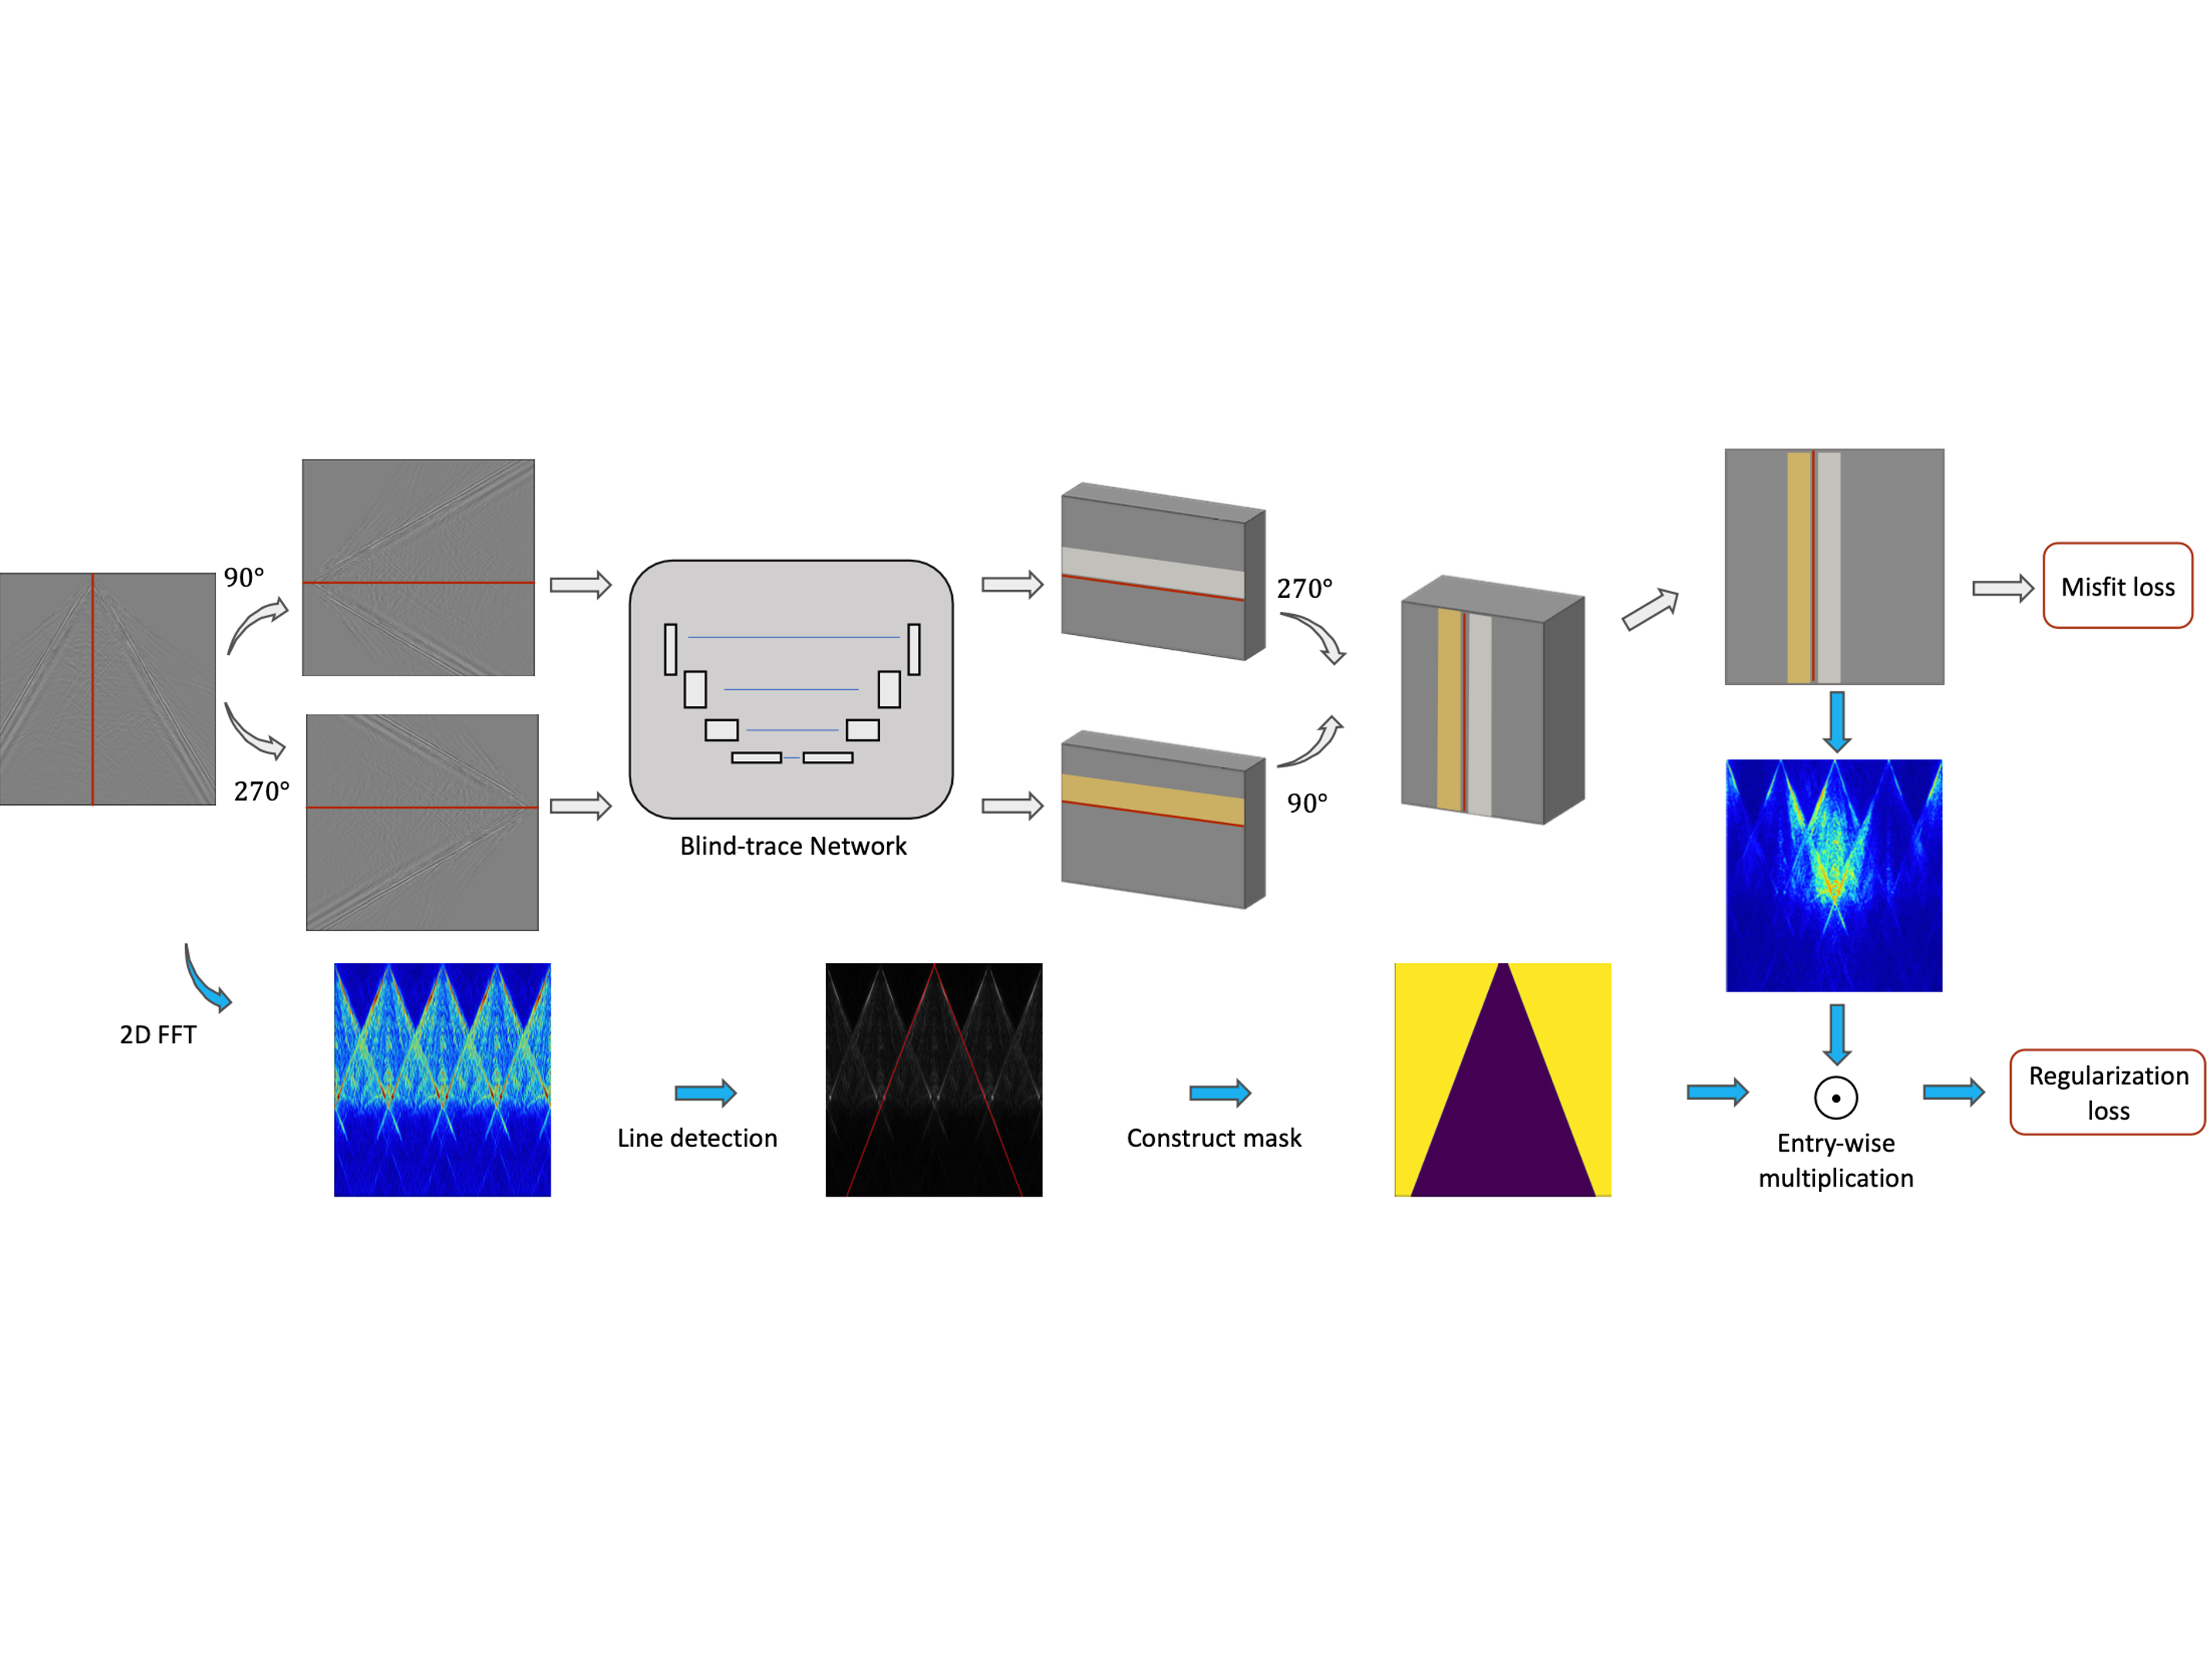 90°
270°
Blind-trace Network
270°
90°
Misfit loss
2D FFT
Line detection
Construct mask
Entry-wise
multiplication
Regularization
loss